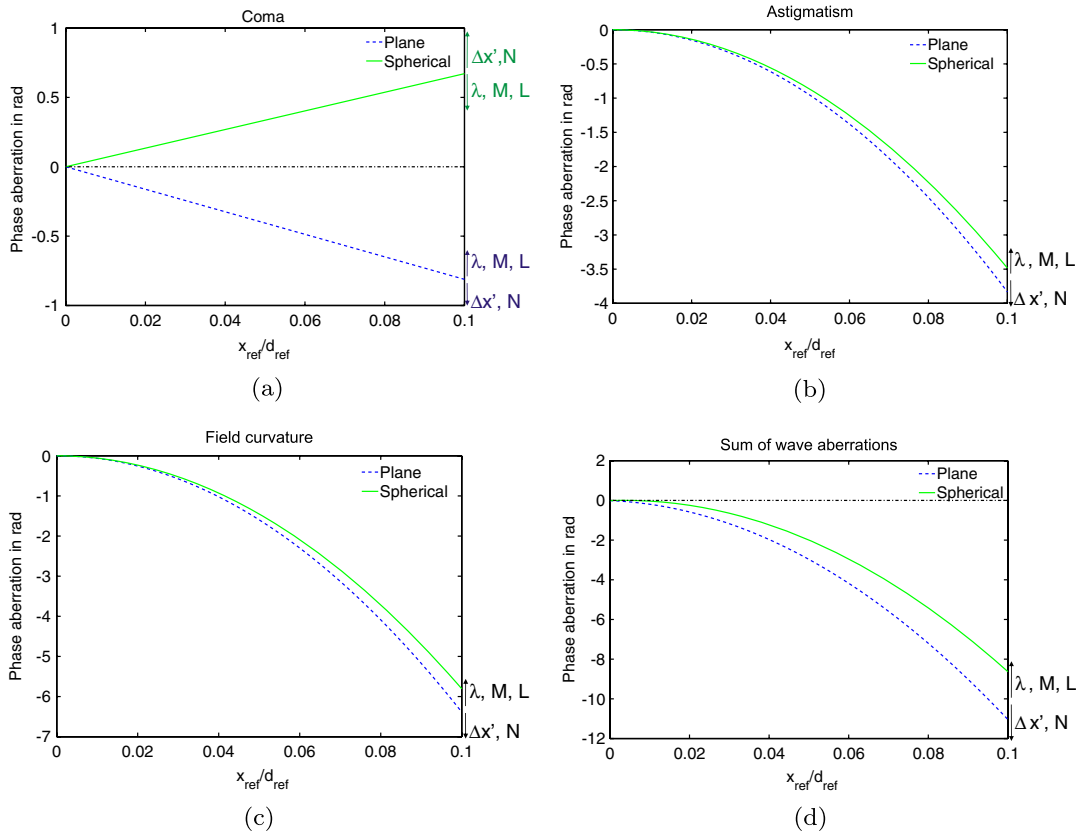 Coma
Phase aberration in rad
1
0.5
0
-0.5
-1
Plane
Spherical
Δx', N
λ, M, L
λ, M, L
Δx', N
0 0.02 0.04 0.06 0.08 0.1
x_ref/d_ref
(a)
Astigmatism
Phase aberration in rad
0
-0.5
-1
-1.5
-2
-2.5
-3
-3.5
-4
Plane
Spherical
λ, M, L
Δx', N
0 0.02 0.04 0.06 0.08 0.1
x_ref/d_ref
(b)
Field curvature
Phase aberration in rad
0
-1
-2
-3
-4
-5
-6
-7
Plane
Spherical
λ, M, L
Δx', N
0 0.02 0.04 0.06 0.08 0.1
x_ref/d_ref
(c)
Sum of wave aberrations
Phase aberration in rad
2
0
-2
-4
-6
-8
-10
-12
Plane
Spherical
λ, M, L
Δx', N
0 0.02 0.04 0.06 0.08 0.1
x_ref/d_ref
(d)